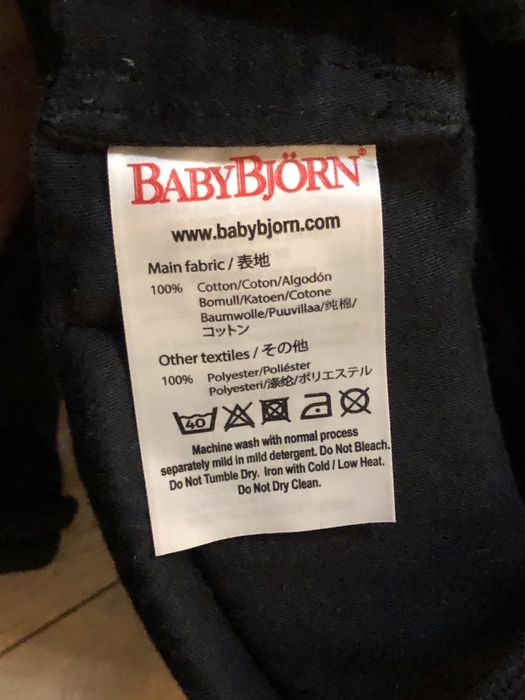 BABYBJÖRN®
www.babybjorn.com
Main fabric / 表地
100% Cotton/Coton/Algodón
Bomull/Katoen/Cotone
Baumwolle/Puuvillaa/纯棉/
コットン
Other textiles / その他
100% Polyester/Poliéster
Polyesteri/涤纶/ポリエステル
40
Machine wash with normal process
separately mild in mild detergent. Do Not Bleach.
Do Not Tumble Dry. Iron with Cold / Low Heat.
Do Not Dry Clean.